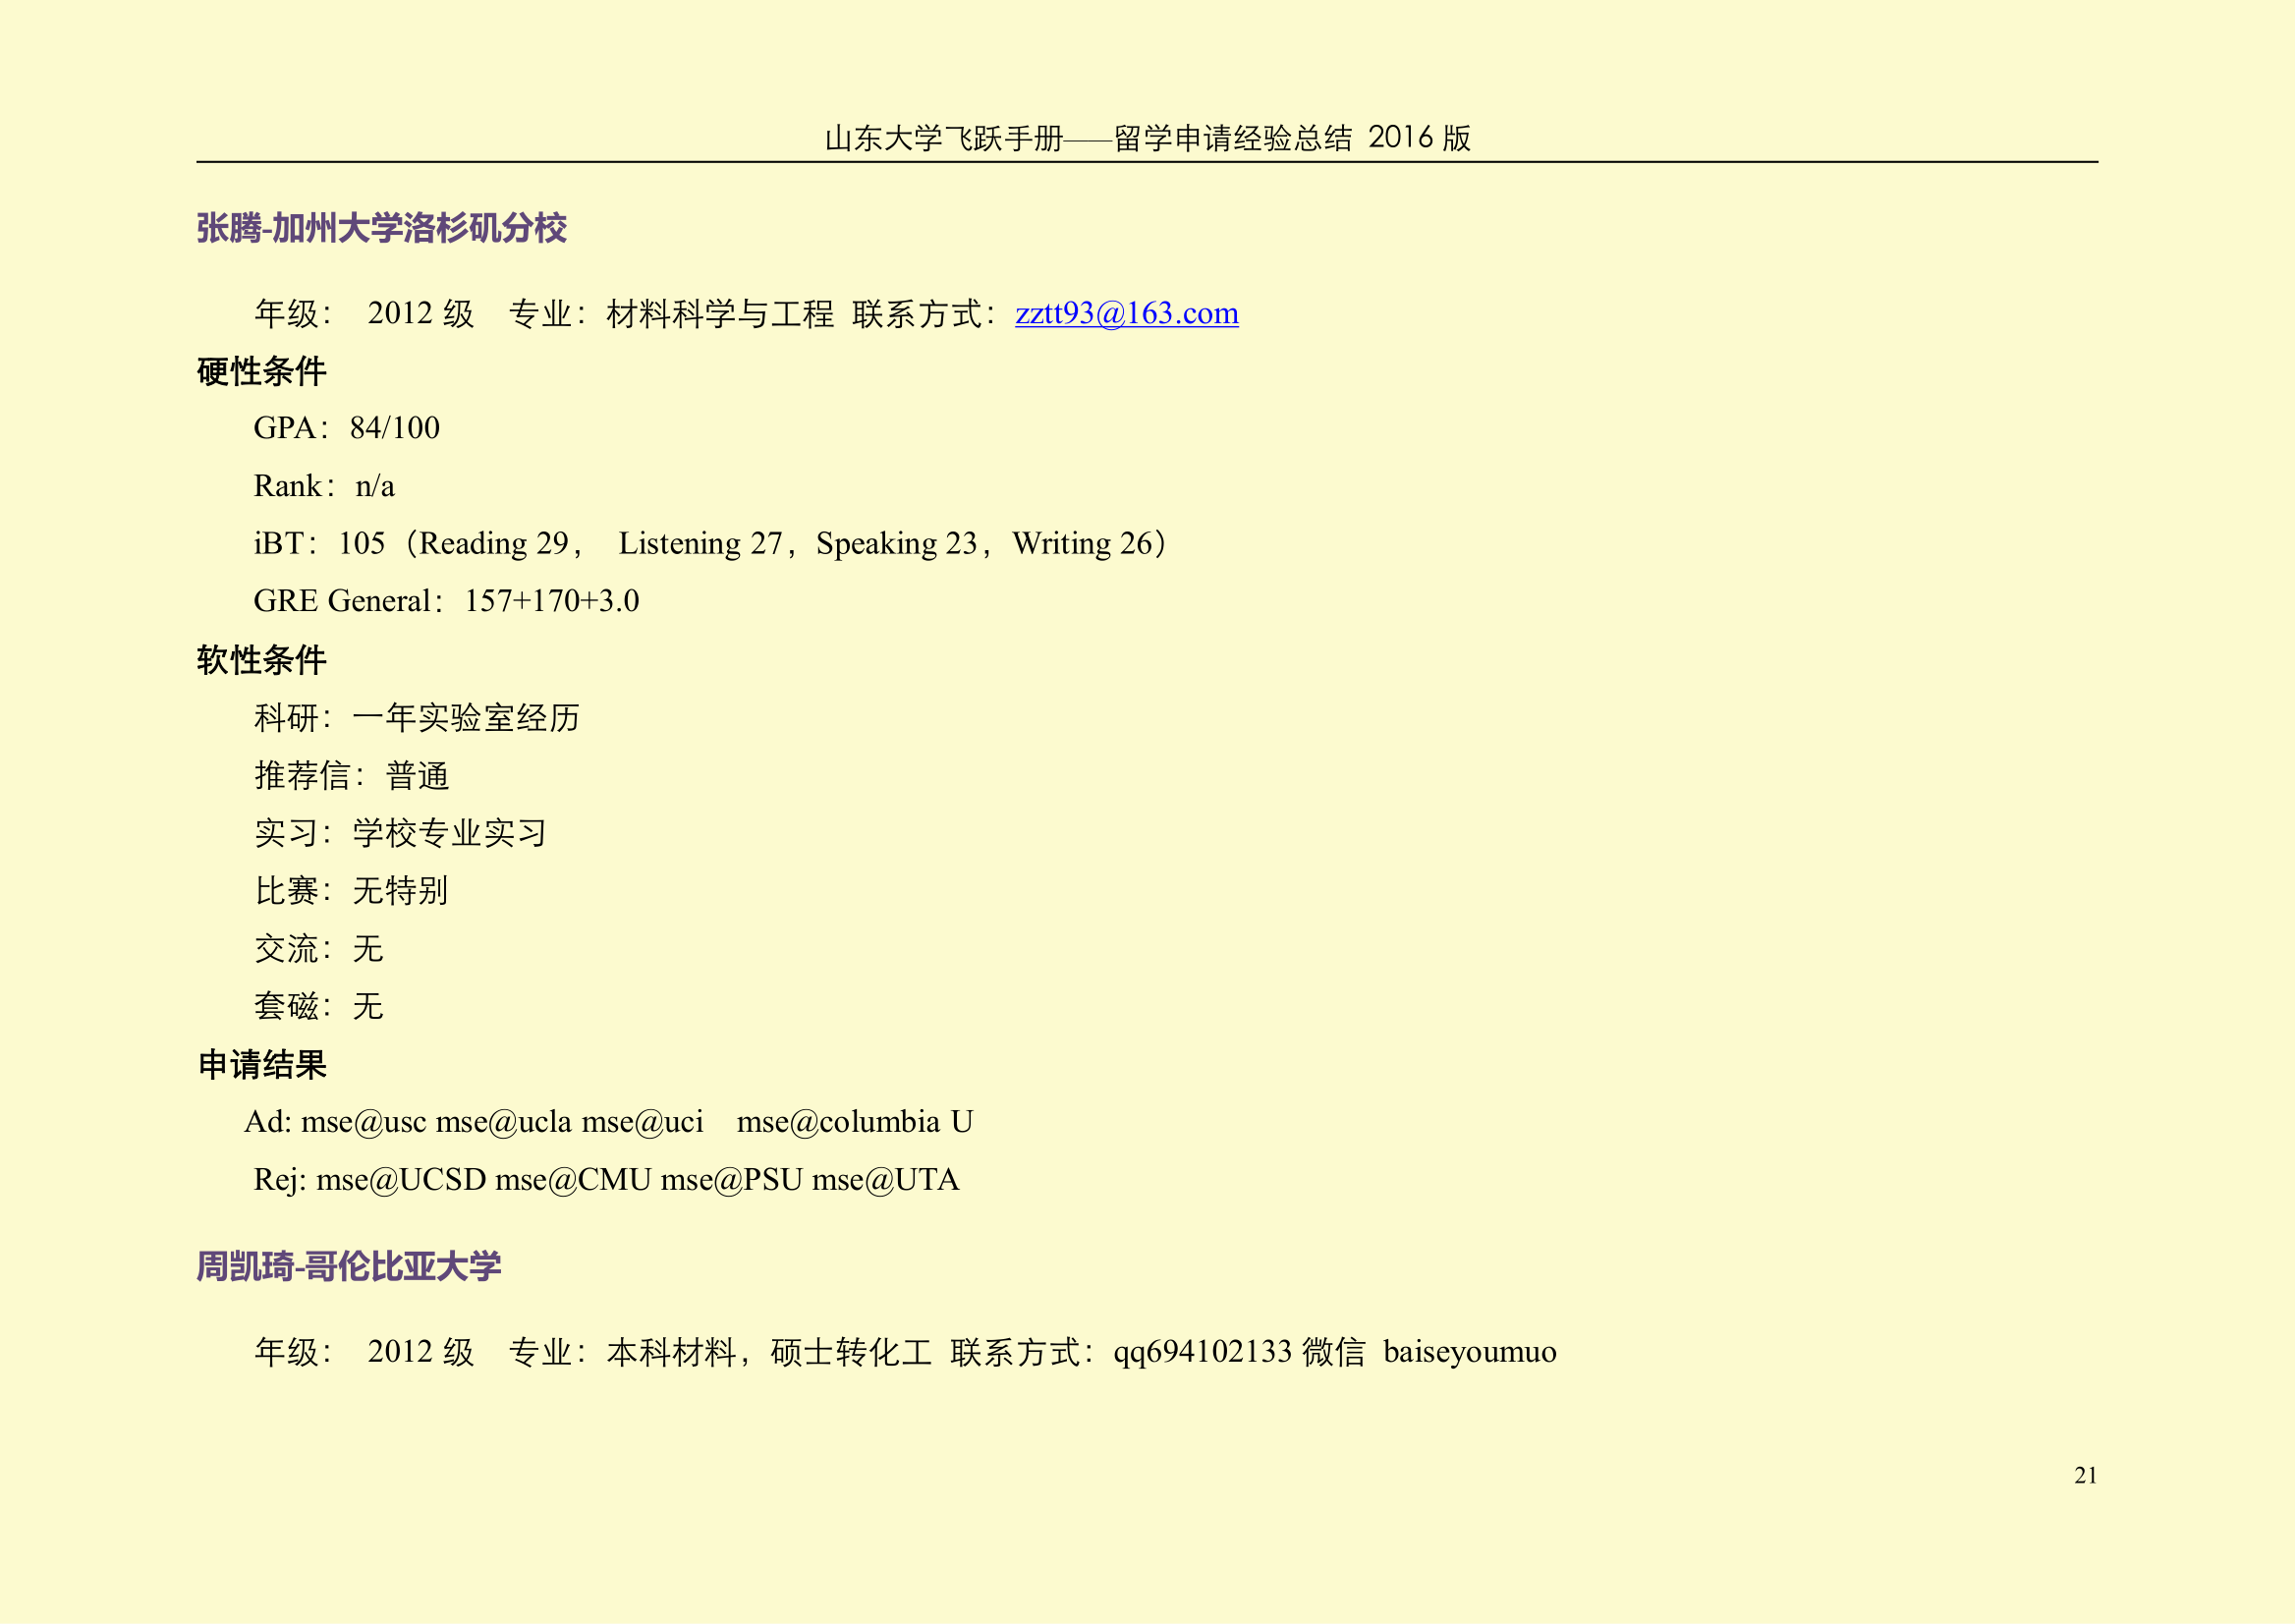 山东大学飞跃手册——留学申请经验总结 2016 版
张腾-加州大学洛杉矶分校
年级： 2012 级 专业：材料科学与工程 联系方式：zztt93@163.com
硬性条件
GPA：84/100
Rank：n/a
iBT：105（Reading 29， Listening 27，Speaking 23，Writing 26）
GRE General：157+170+3.0
软性条件
科研：一年实验室经历
推荐信：普通
实习：学校专业实习
比赛：无特别
交流：无
套磁：无
申请结果
Ad: mse@usc mse@ucla mse@uci mse@columbia U
Rej: mse@UCSD mse@CMU mse@PSU mse@UTA
周凯琦-哥伦比亚大学
年级： 2012 级 专业：本科材料，硕士转化工 联系方式：qq694102133 微信 baiseyoumuo
21